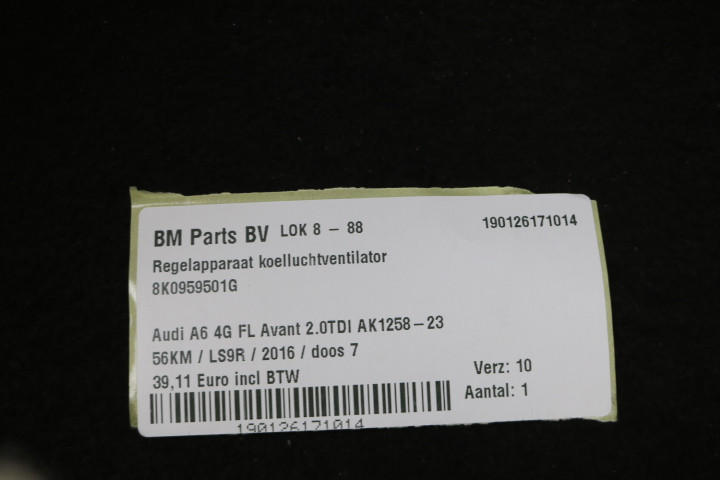 BM Parts BV LOK 8 - 88 190126171014
Regelapparaat koelluchtventilator
8K0959501G
Audi A6 4G FL Avant 2.0TDI AK1258-23
56KM / LS9R / 2016 / doos 7
39,11 Euro incl BTW
Verz: 10
Aantal: 1
190126171014